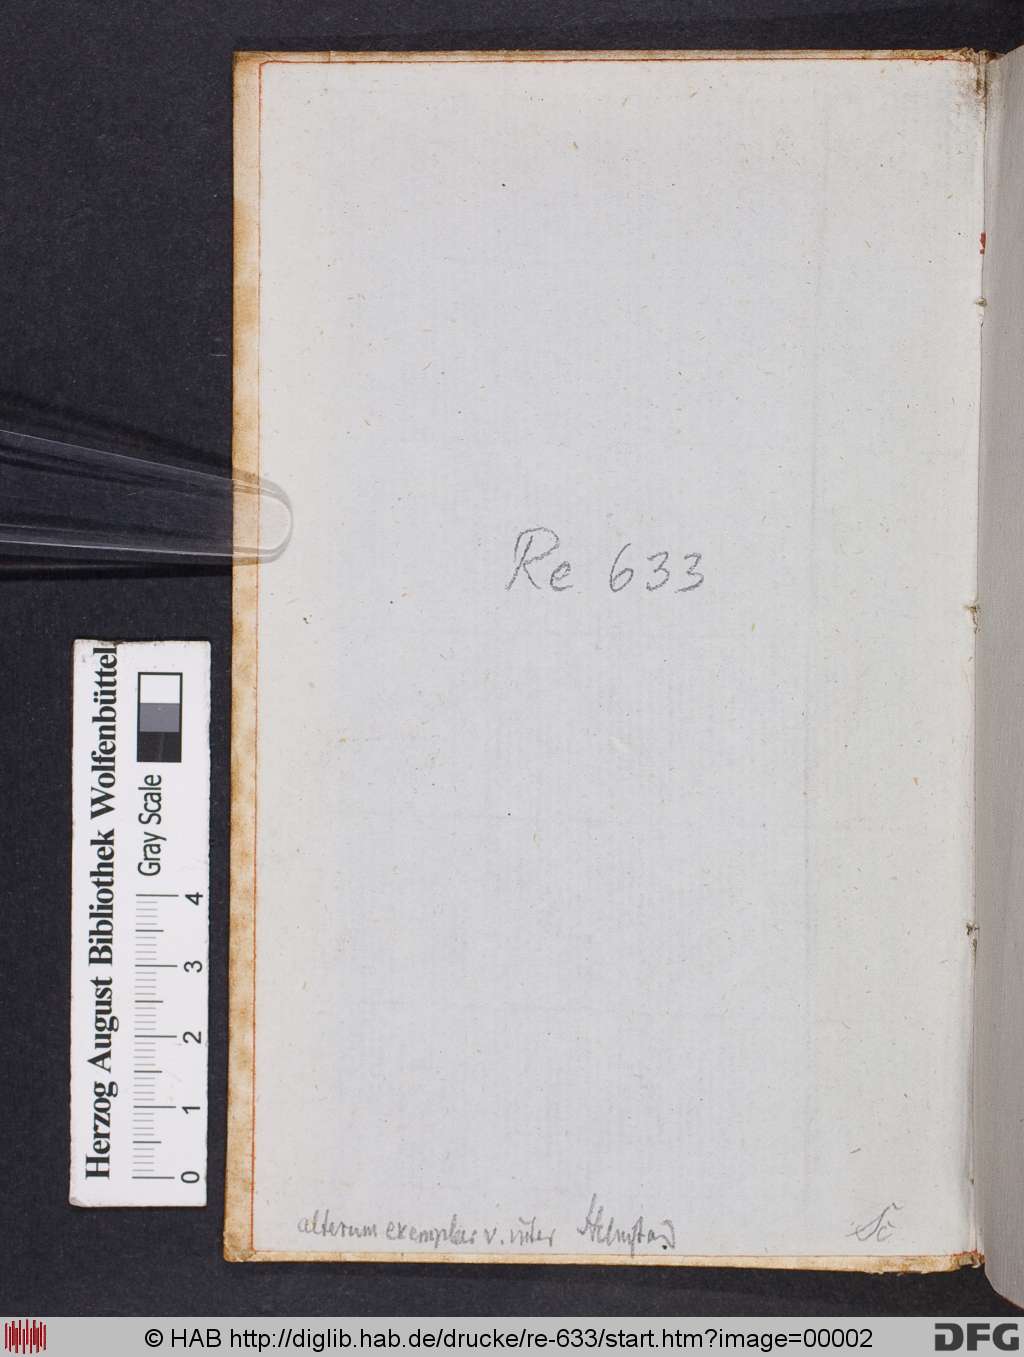 Re 633
alterum exemplar v. inter
Sc
Herzog August Bibliothek Wolfenbüttel
Gray Scale
0 1 2 3 4
© HAB http://diglib.hab.de/drucke/re-633/start.htm?image=00002
DFG